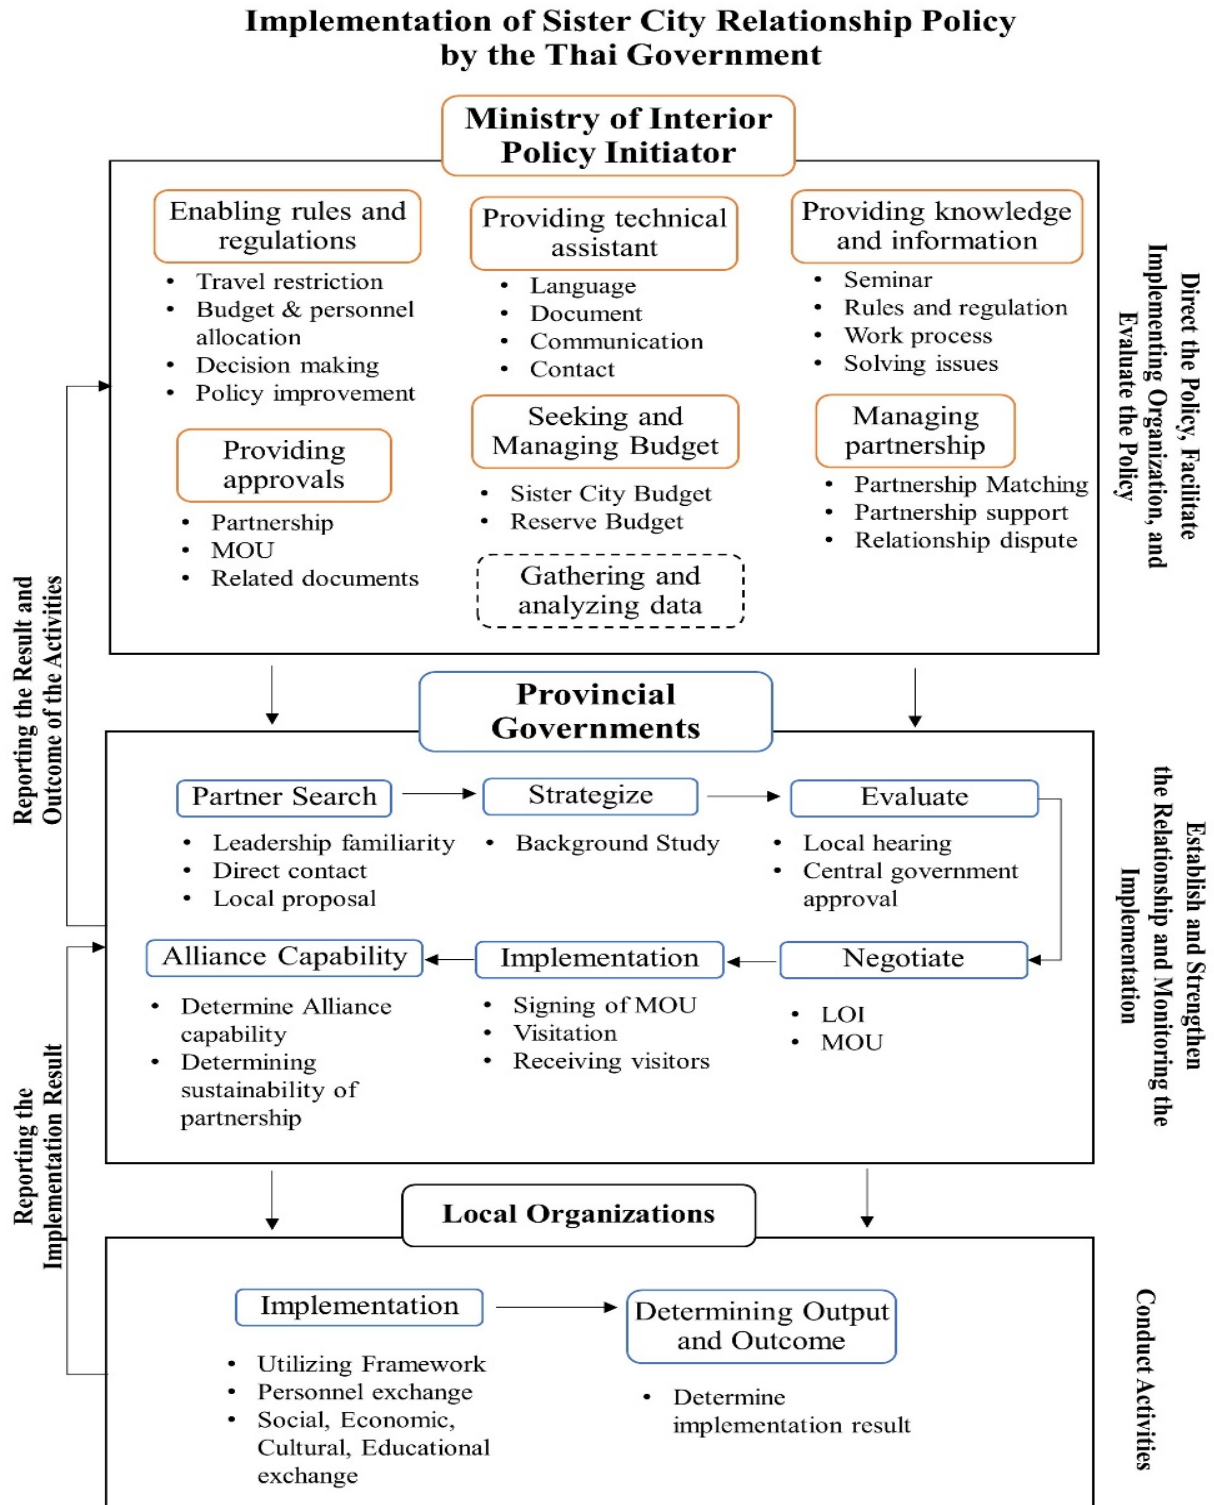 Implementation of Sister City Relationship Policy
by the Thai Government
Ministry of Interior
Policy Initiator
Enabling rules and
regulations
• Travel restriction
• Budget & personnel
allocation
• Decision making
• Policy improvement
Providing technical
assistant
• Language
• Document
• Communication
• Contact
Providing knowledge
and information
• Seminar
• Rules and regulation
• Work process
• Solving issues
Providing
approvals
• Partnership
• MOU
• Related documents
Seeking and
Managing Budget
• Sister City Budget
• Reserve Budget
Managing
partnership
• Partnership Matching
• Partnership support
• Relationship dispute
Gathering and
analyzing data
Direct the Policy, Facilitate
Implementing Organization, and
Evaluate the Policy
Reporting the Result and
Outcome of the Activities
Provincial
Governments
Partner Search
• Leadership familiarity
• Direct contact
• Local proposal
Strategize
• Background Study
Evaluate
• Local hearing
• Central government
approval
Negotiate
• LOI
• MOU
Implementation
• Signing of MOU
• Visitation
• Receiving visitors
Alliance Capability
• Determine Alliance
capability
• Determining
sustainability of
partnership
Establish and Strengthen
the Relationship and Monitoring the
Implementation
Reporting the
Implementation Result
Local Organizations
Implementation
• Utilizing Framework
• Personnel exchange
• Social, Economic,
Cultural, Educational
exchange
Determining Output
and Outcome
• Determine
implementation result
Conduct Activities